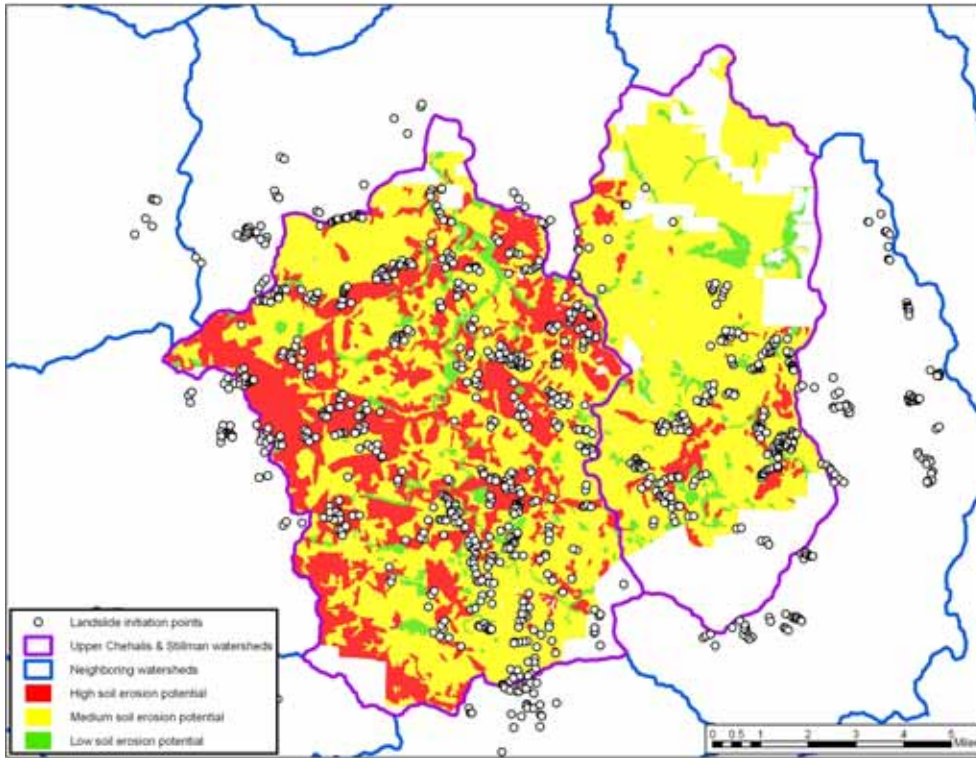 Landslide initiation points
Upper Chehalis & Stillman watersheds
Neighboring watersheds
High soil erosion potential
Medium soil erosion potential
Low soil erosion potential
0 0.5 1 2 3 4 5
Miles